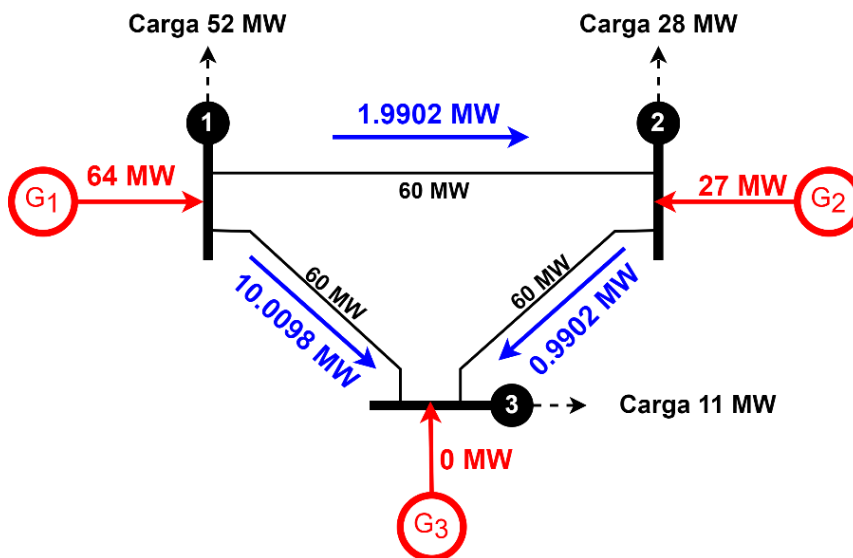 Carga 52 MW
Carga 28 MW
1
1.9902 MW
2
G1
64 MW
60 MW
27 MW
G2
60 MW
10.0098 MW
60 MW
0.9902 MW
3
Carga 11 MW
0 MW
G3